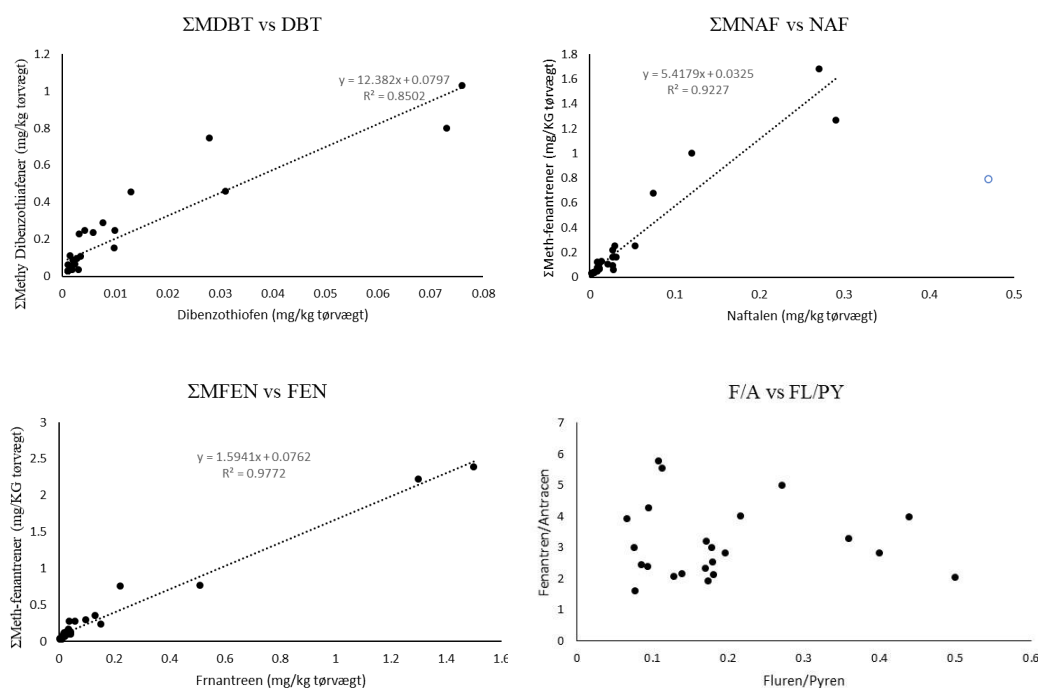 ΣMDBT vs DBT
ΣMethy Dibenzothiafener (mg/kg tørvægt)
1.2
1
0.8
0.6
0.4
0.2
0
y = 12.382x + 0.0797
R² = 0.8502
0 0.01 0.02 0.03 0.04 0.05 0.06 0.07 0.08
Dibenzothiofen (mg/kg tørvægt)
ΣMNAF vs NAF
ΣMeth-fenantrener (mg/KG tørvægt)
1.8
1.6
1.4
1.2
1
0.8
0.6
0.4
0.2
0
y = 5.4179x + 0.0325
R² = 0.9227
0 0.1 0.2 0.3 0.4 0.5
Naftalen (mg/kg tørvægt)
ΣMFEN vs FEN
ΣMeth-fenantrener (mg/KG tørvægt)
3
2.5
2
1.5
1
0.5
0
y = 1.5941x + 0.0762
R² = 0.9772
0 0.2 0.4 0.6 0.8 1 1.2 1.4 1.6
Frnantreen (mg/kg tørvægt)
F/A vs FL/PY
Fenantren/Antracen
7
6
5
4
3
2
1
0
0 0.1 0.2 0.3 0.4 0.5 0.6
Fluren/Pyren